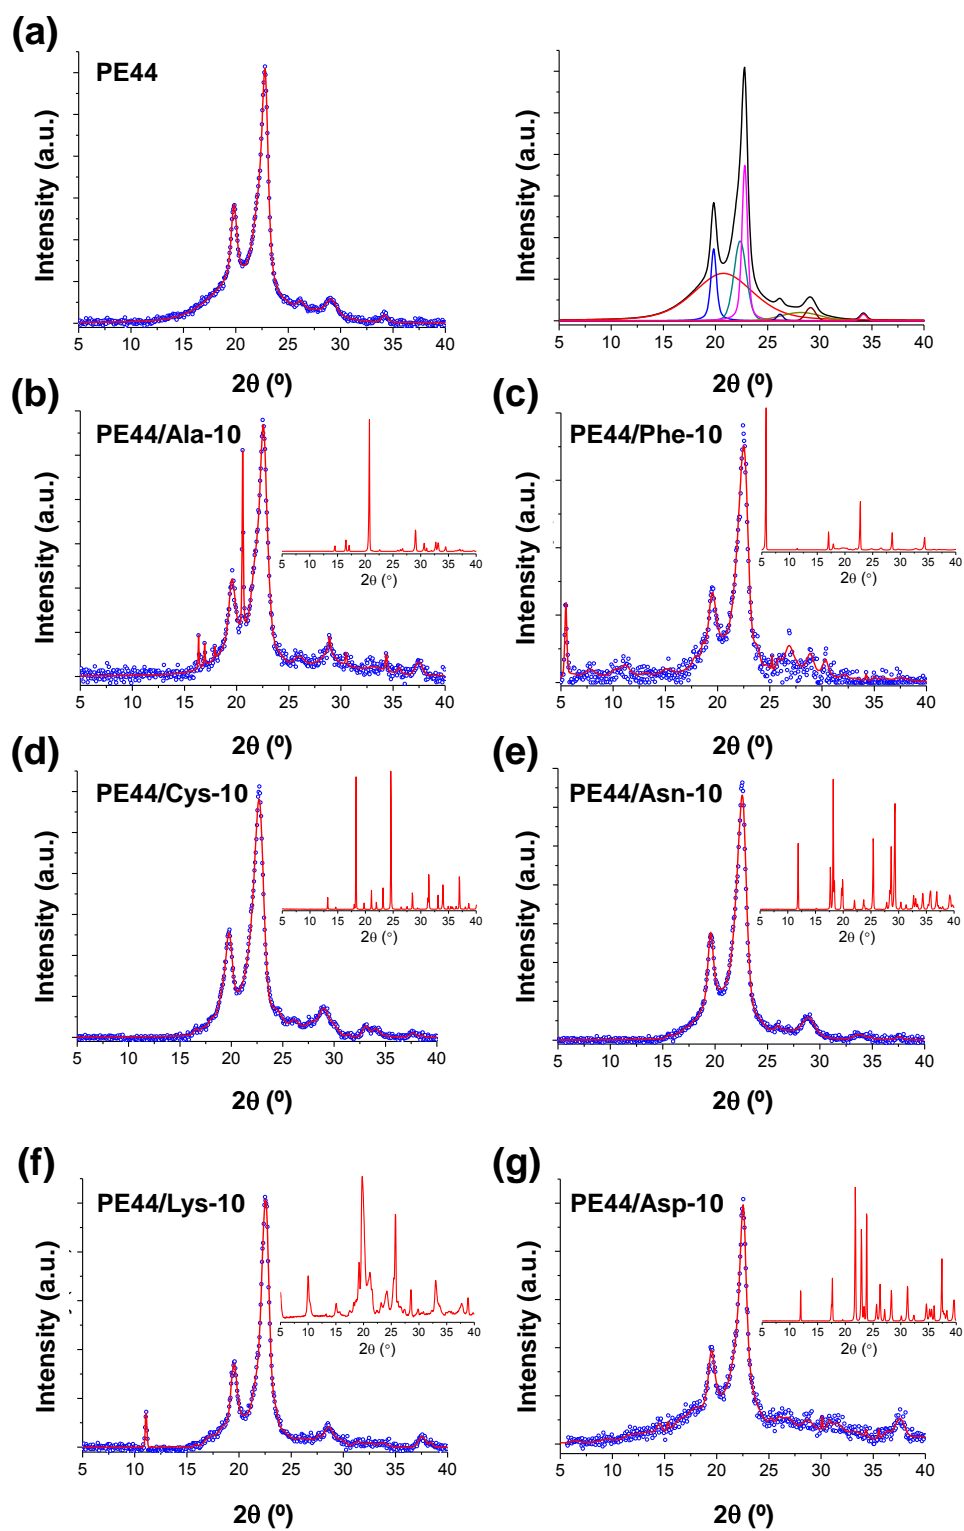 (a)
PE44
Intensity (a.u.)
5 10 15 20 25 30 35 40
2θ (º)
Intensity (a.u.)
5 10 15 20 25 30 35 40
2θ (º)
(b)
PE44/Ala-10
Intensity (a.u.)
5 10 15 20 25 30 35 40
2θ (°)
5 10 15 20 25 30 35 40
2θ (º)
(c)
PE44/Phe-10
Intensity (a.u.)
5 10 15 20 25 30 35 40
2θ (°)
5 10 15 20 25 30 35 40
2θ (º)
(d)
PE44/Cys-10
Intensity (a.u.)
5 10 15 20 25 30 35 40
2θ (°)
5 10 15 20 25 30 35 40
2θ (º)
(e)
PE44/Asn-10
Intensity (a.u.)
5 10 15 20 25 30 35 40
2θ (°)
5 10 15 20 25 30 35 40
2θ (º)
(f)
PE44/Lys-10
Intensity (a.u.)
5 10 15 20 25 30 35 40
2θ (°)
5 10 15 20 25 30 35 40
2θ (º)
(g)
PE44/Asp-10
Intensity (a.u.)
5 10 15 20 25 30 35 40
2θ (°)
5 10 15 20 25 30 35 40
2θ (º)